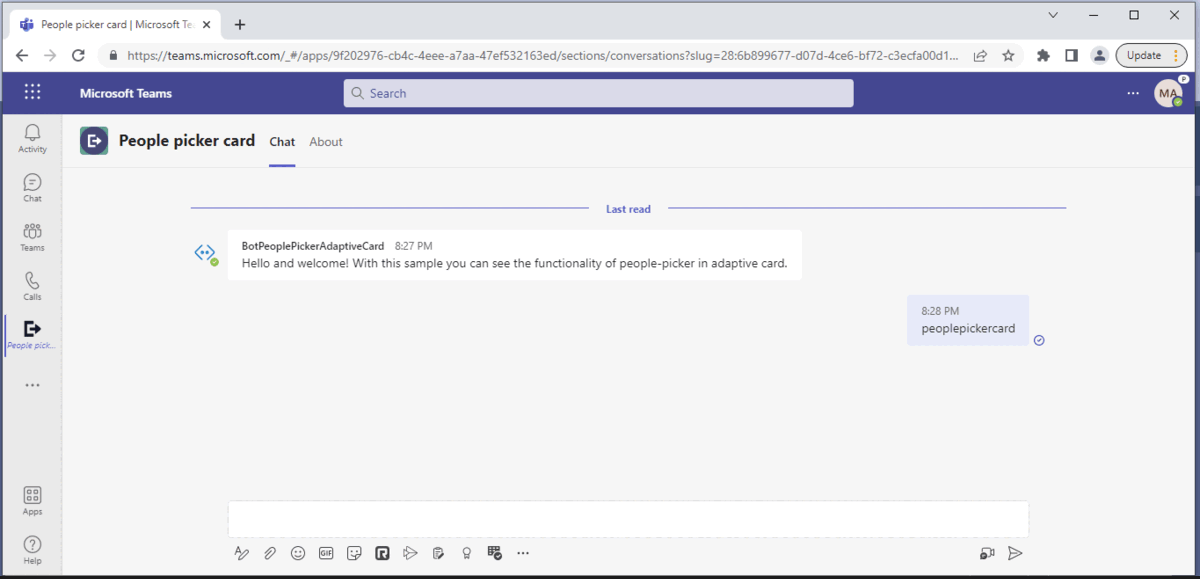 People picker card | Microsoft Te
https://teams.microsoft.com/_#/apps/9f202976-cb4c-4eee-a7aa-47ef532163ed/sections/conversations?slug=28:6b899677-d07d-4ce6-bf72-c3ecfa00d1...
Update
Microsoft Teams
Search
MA
P
Activity
Chat
Teams
Calls
People pick...
Apps
Help
People picker card
Chat
About
Last read
BotPeoplePickerAdaptiveCard 8:27 PM
Hello and welcome! With this sample you can see the functionality of people-picker in adaptive card.
8:28 PM
peoplepickercard
GIF